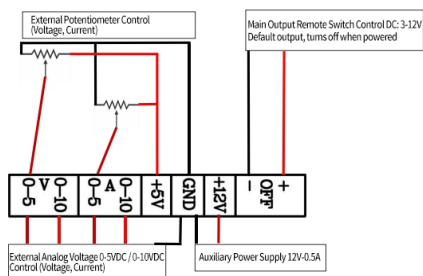 External Potentiometer Control
(Voltage, Current)
Main Output Remote Switch Control DC: 3-12V
Default output, turns off when powered
0-5
V
0-10
0-5
A
0-10
+5V
GND
+12V
-
OFF
+
External Analog Voltage 0-5VDC / 0-10VDC
Control (Voltage, Current)
Auxiliary Power Supply 12V-0.5A